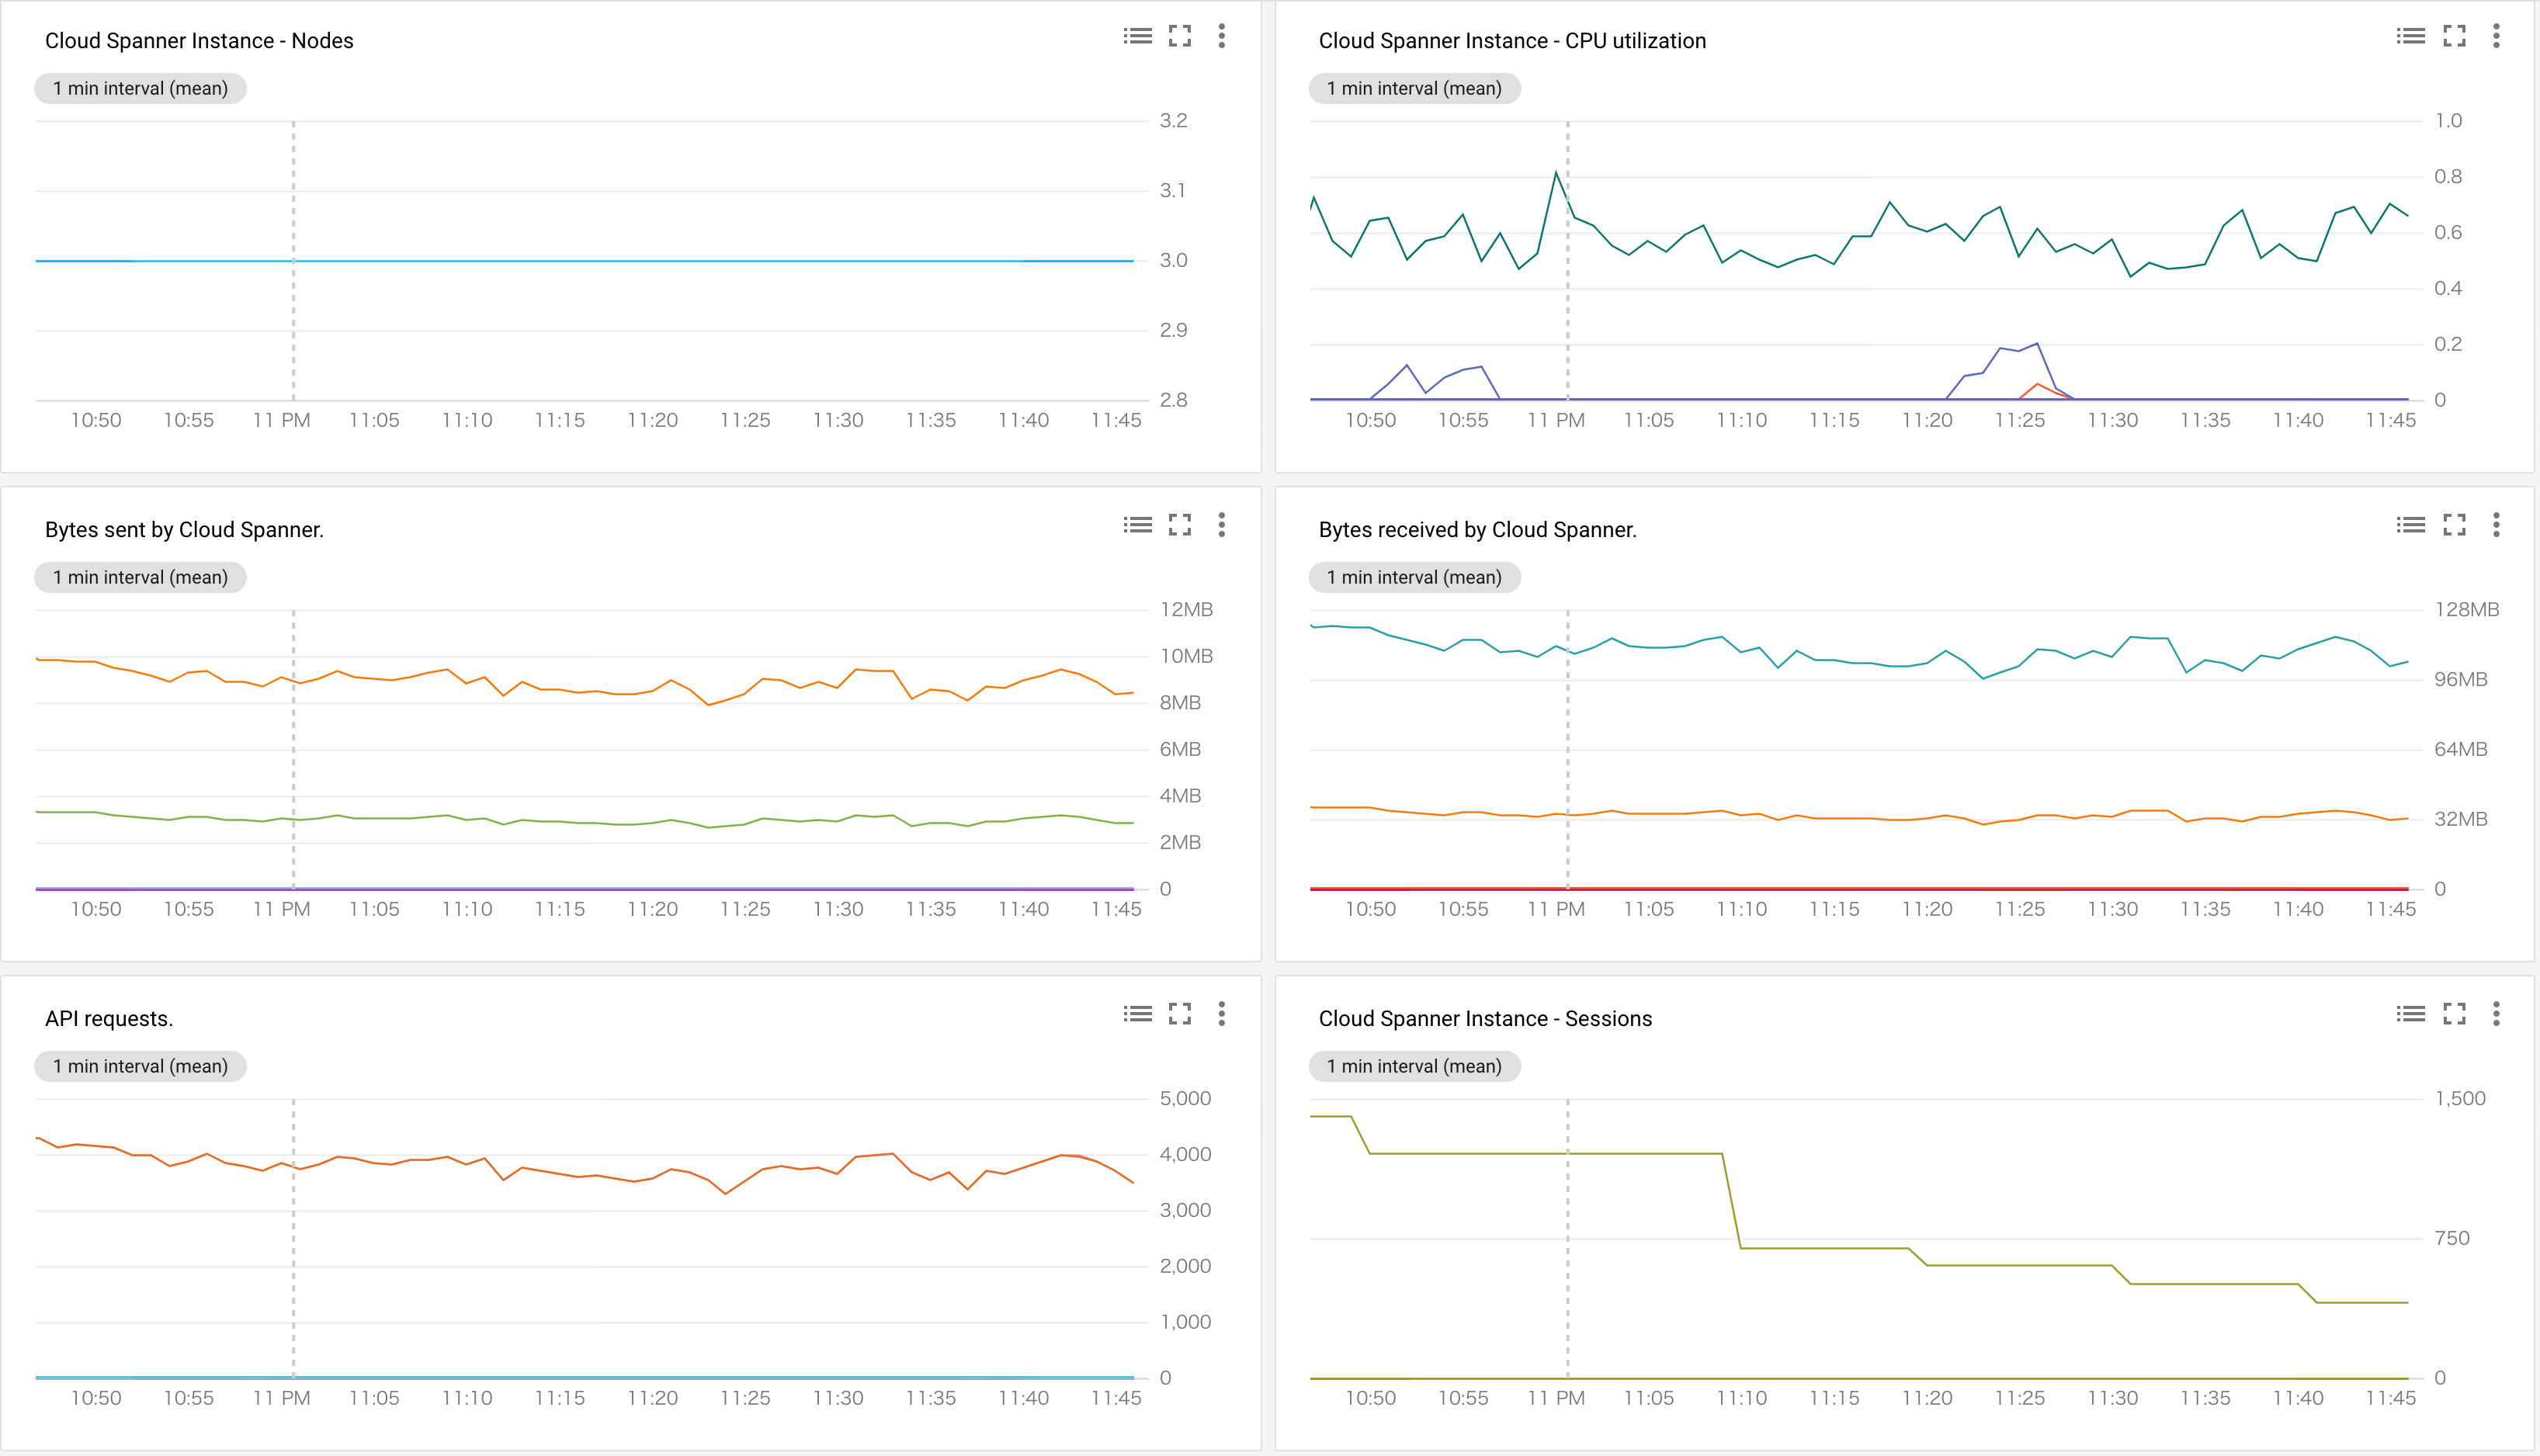 Cloud Spanner Instance - Nodes
1 min interval (mean)
3.2
3.1
3.0
2.9
2.8
10:50 10:55 11 PM 11:05 11:10 11:15 11:20 11:25 11:30 11:35 11:40 11:45
Cloud Spanner Instance - CPU utilization
1 min interval (mean)
1.0
0.8
0.6
0.4
0.2
0
10:50 10:55 11 PM 11:05 11:10 11:15 11:20 11:25 11:30 11:35 11:40 11:45
Bytes sent by Cloud Spanner.
1 min interval (mean)
12MB
10MB
8MB
6MB
4MB
2MB
0
10:50 10:55 11 PM 11:05 11:10 11:15 11:20 11:25 11:30 11:35 11:40 11:45
Bytes received by Cloud Spanner.
1 min interval (mean)
128MB
96MB
64MB
32MB
0
10:50 10:55 11 PM 11:05 11:10 11:15 11:20 11:25 11:30 11:35 11:40 11:45
API requests.
1 min interval (mean)
5,000
4,000
3,000
2,000
1,000
0
10:50 10:55 11 PM 11:05 11:10 11:15 11:20 11:25 11:30 11:35 11:40 11:45
Cloud Spanner Instance - Sessions
1 min interval (mean)
1,500
750
0
10:50 10:55 11 PM 11:05 11:10 11:15 11:20 11:25 11:30 11:35 11:40 11:45